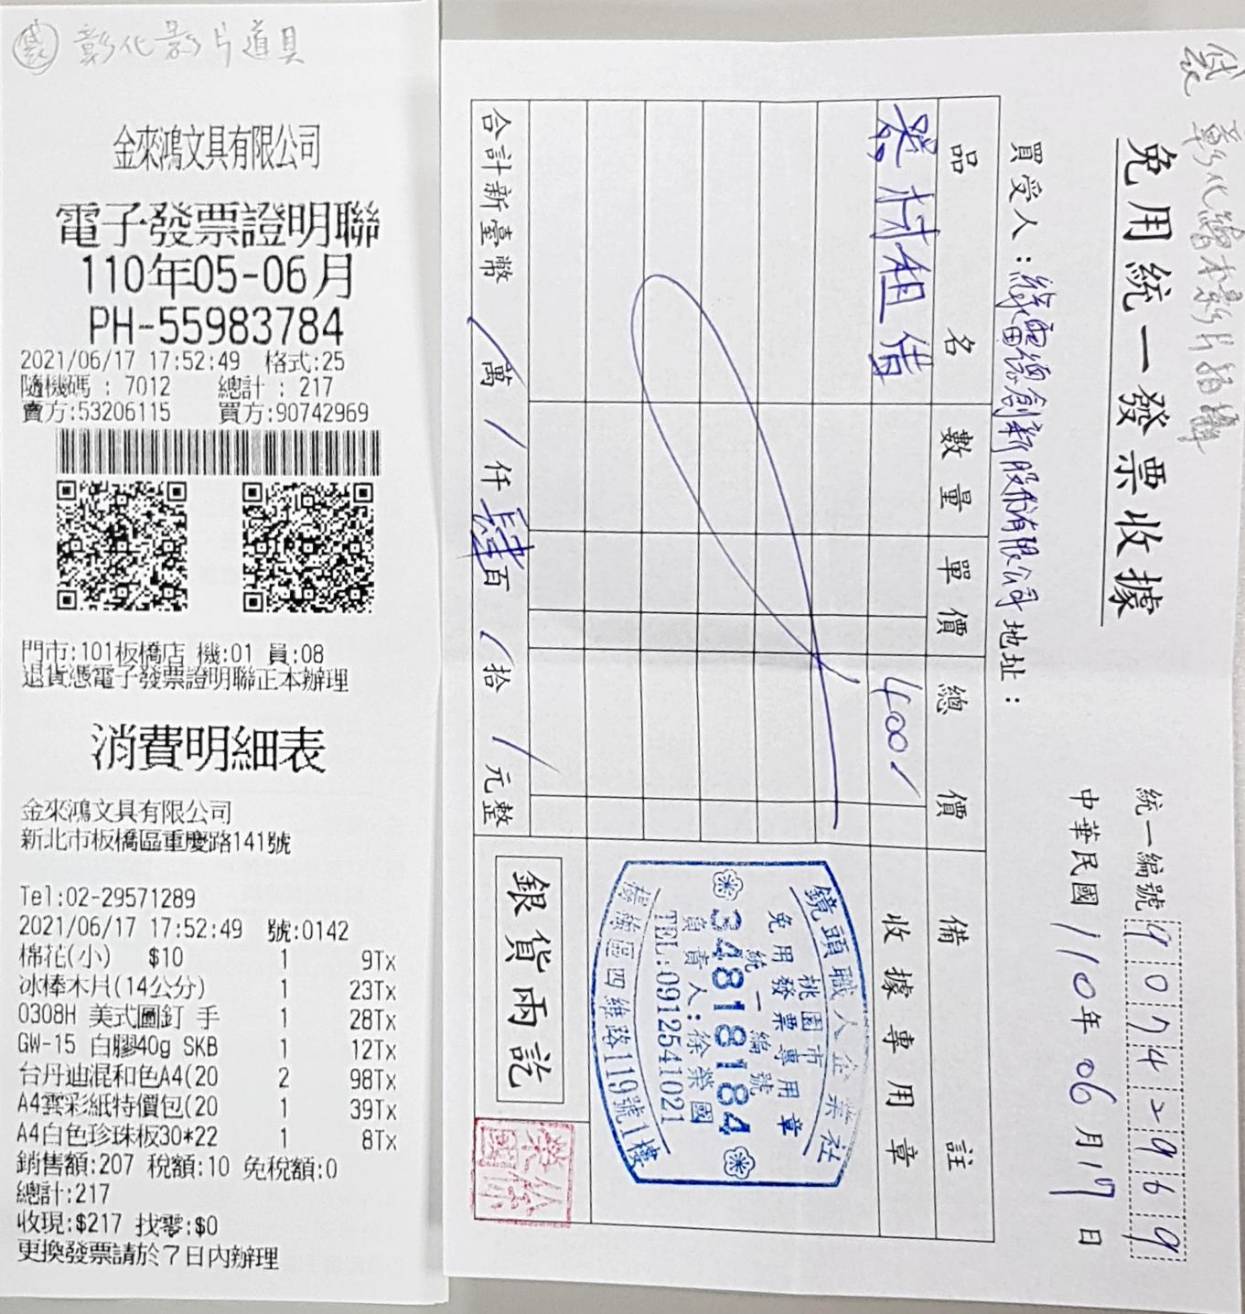 彰化影片道具
金來鴻文具有限公司
電子發票證明聯
110年05-06月
PH-55983784
2021/06/17 17:52:49 格式:25
隨機碼 : 7012 總計 : 217
賣方:53206115 買方:90742969
門市:101板橋店 機:01 員:08
退貨憑電子發票證明聯正本辦理
消費明細表
金來鴻文具有限公司
新北市板橋區重慶路141號
Tel:02-29571289
2021/06/17 17:52:49 號:0142
棉花(小) $10 1 9Tx
冰棒木片(14公分) 1 23Tx
0308H 美式圖釘 手 1 28Tx
GW-15 白膠40g SKB 1 12Tx
台丹迪混和色A4(20 2 98Tx
A4雲彩紙特價包(20 1 39Tx
A4白色珍珠板30*22 1 8Tx
銷售額:207 稅額:10 免稅額:0
總計:217
收現:$217 找零:$0
更換發票請於7日內辦理
彰化繪本影片拍攝
免用統一發票收據
統一編號 90742969
中華民國110年06月17日
買受人：綠電德創新股份有限公司 地址：
品名 數量 單價 總價 備註
器材租借 400/
收據專用章
鏡頭職人企業社
桃園市
免用發票專用章
統一編號
34818184
負責人:徐榮國
TEL:0912541021
楊梅區四維路119號1樓
合計新臺幣 / 萬 / 仟 肆 佰 / 拾 / 元整
銀貨兩訖